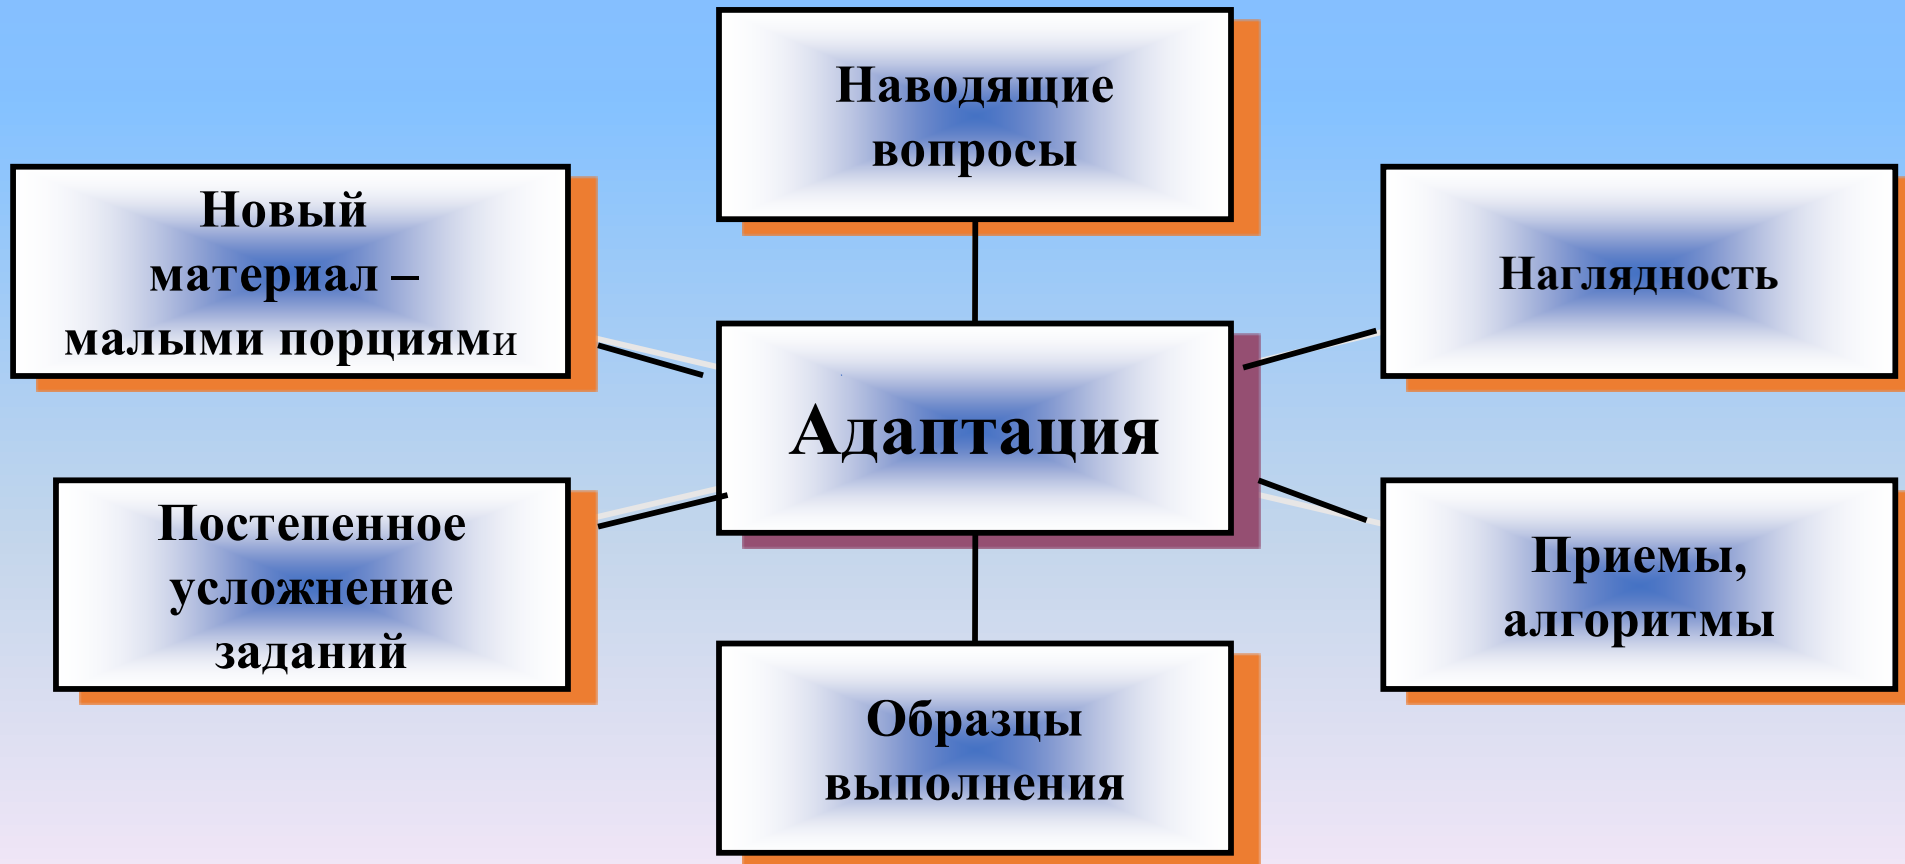 Наводящие
вопросы
Новый
материал –
малыми порциями
Наглядность
Адаптация
Постепенное
усложнение
заданий
Приемы,
алгоритмы
Образцы
выполнения